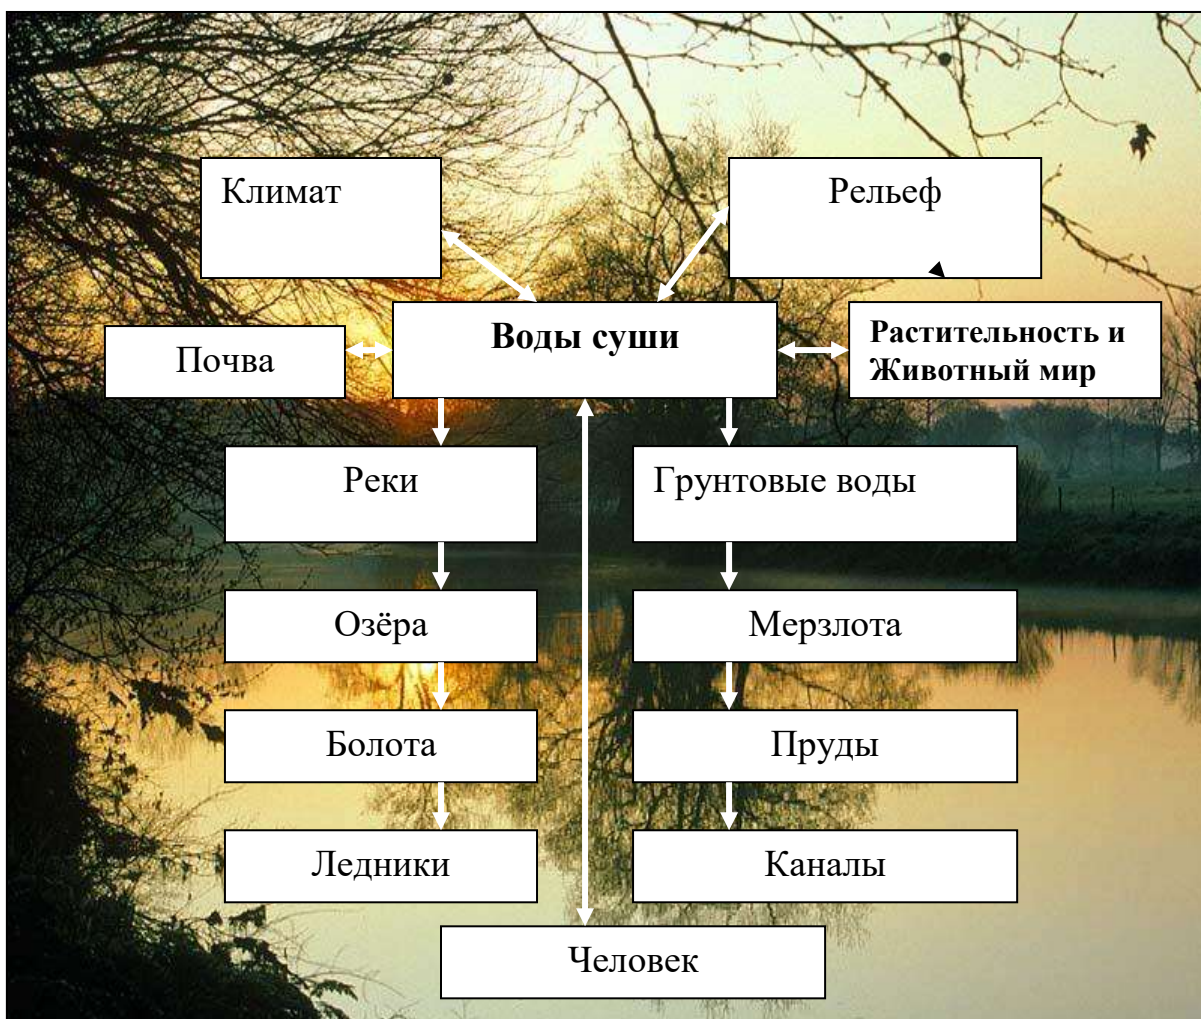 Климат
Рельеф
Воды суши
Растительность и
Животный мир
Почва
Реки
Грунтовые воды
Озёра
Мерзлота
Болота
Пруды
Ледники
Каналы
Человек